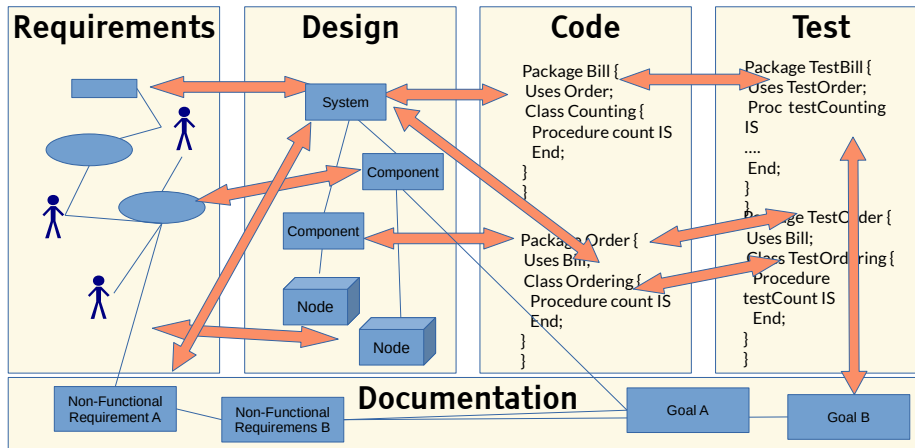 Requirements
Design
Code
Test
System
Component
Component
Node
Node
Package Bill {
Uses Order;
Class Counting {
Procedure count IS
End;
}
}
Package Order {
Uses Bill;
Class Ordering {
Procedure count IS
End;
}
}
Package TestBill {
Uses TestOrder;
Proc testCounting
IS
....
End;
}
}
Package TestOrder {
Uses Bill;
Class TestOrdering {
Procedure
testCount IS
End;
}
}
Documentation
Non-Functional
Requirement A
Non-Functional
Requiremens B
Goal A
Goal B